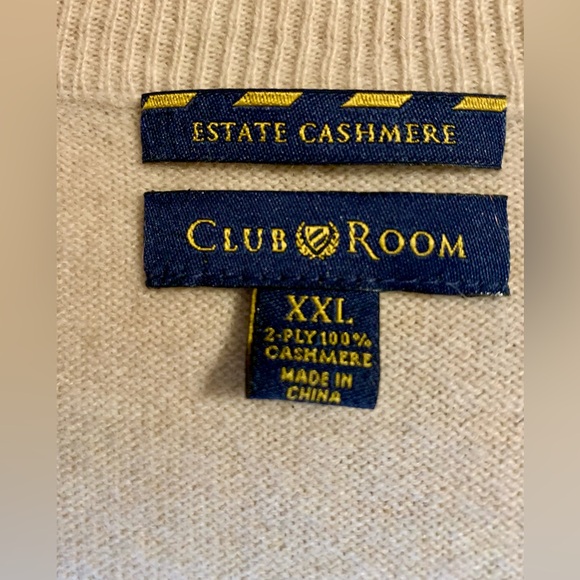 ESTATE CASHMERE
CLUB ROOM
XXL
2-PLY 100%
CASHMERE
MADE IN
CHINA